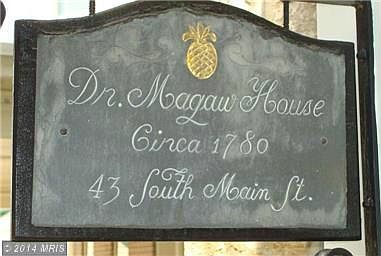 Dr. Magaw House
Circa 1780
43 South Main St.
© 2014 MRIS